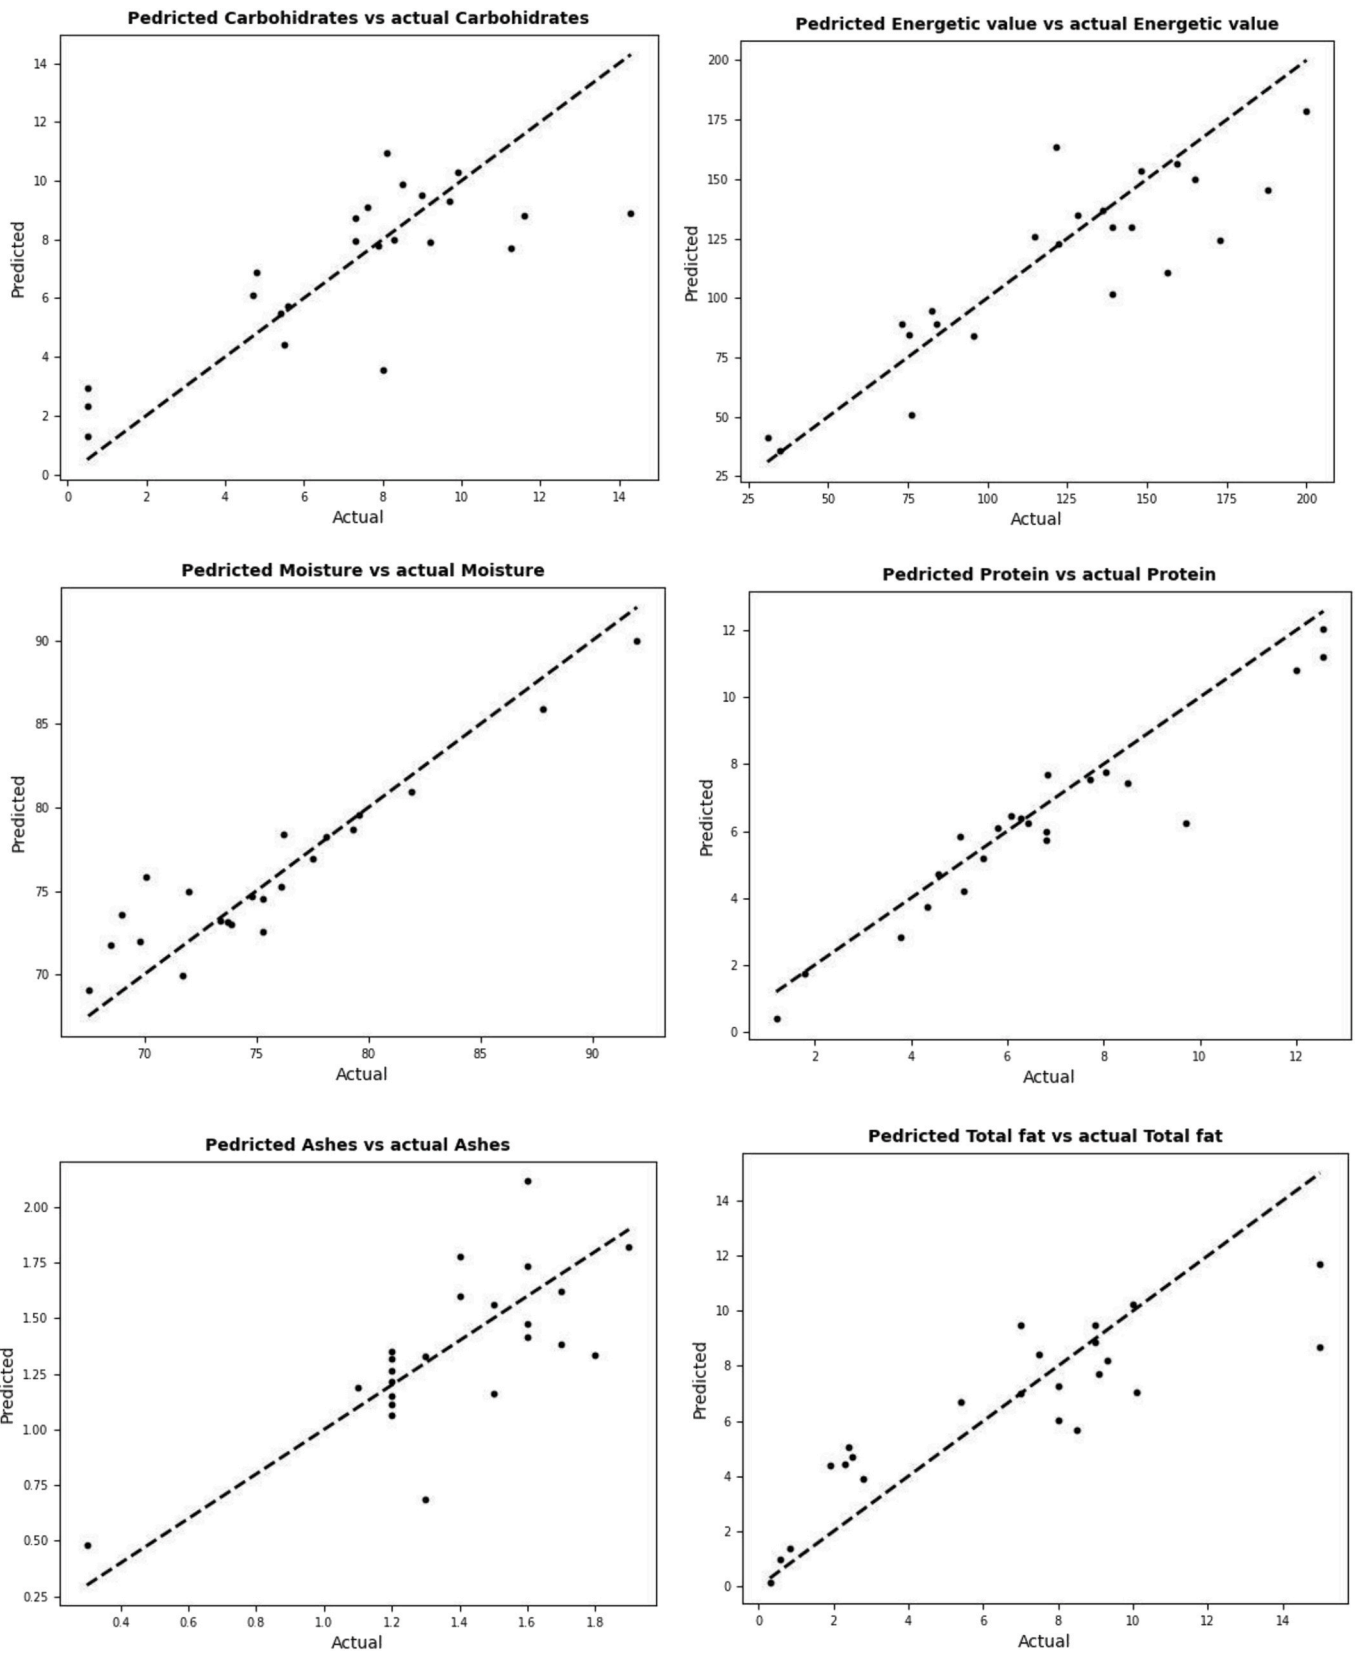 Pedricted Carbohidrates vs actual Carbohidrates
14
12
10
8
6
4
2
0
Predicted
0 2 4 6 8 10 12 14
Actual
Pedricted Energetic value vs actual Energetic value
200
175
150
125
100
75
50
25
Predicted
25 50 75 100 125 150 175 200
Actual
Pedricted Moisture vs actual Moisture
90
85
80
75
70
Predicted
70 75 80 85 90
Actual
Pedricted Protein vs actual Protein
12
10
8
6
4
2
0
Predicted
2 4 6 8 10 12
Actual
Pedricted Ashes vs actual Ashes
2.00
1.75
1.50
1.25
1.00
0.75
0.50
0.25
Predicted
0.4 0.6 0.8 1.0 1.2 1.4 1.6 1.8
Actual
Pedricted Total fat vs actual Total fat
14
12
10
8
6
4
2
0
Predicted
0 2 4 6 8 10 12 14
Actual